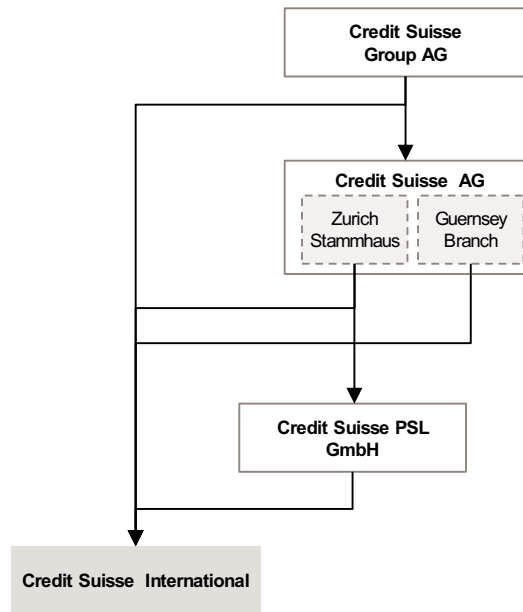 Credit Suisse
Group AG
Credit Suisse AG
Zurich
Stammhaus
Guernsey
Branch
Credit Suisse PSL
GmbH
Credit Suisse International